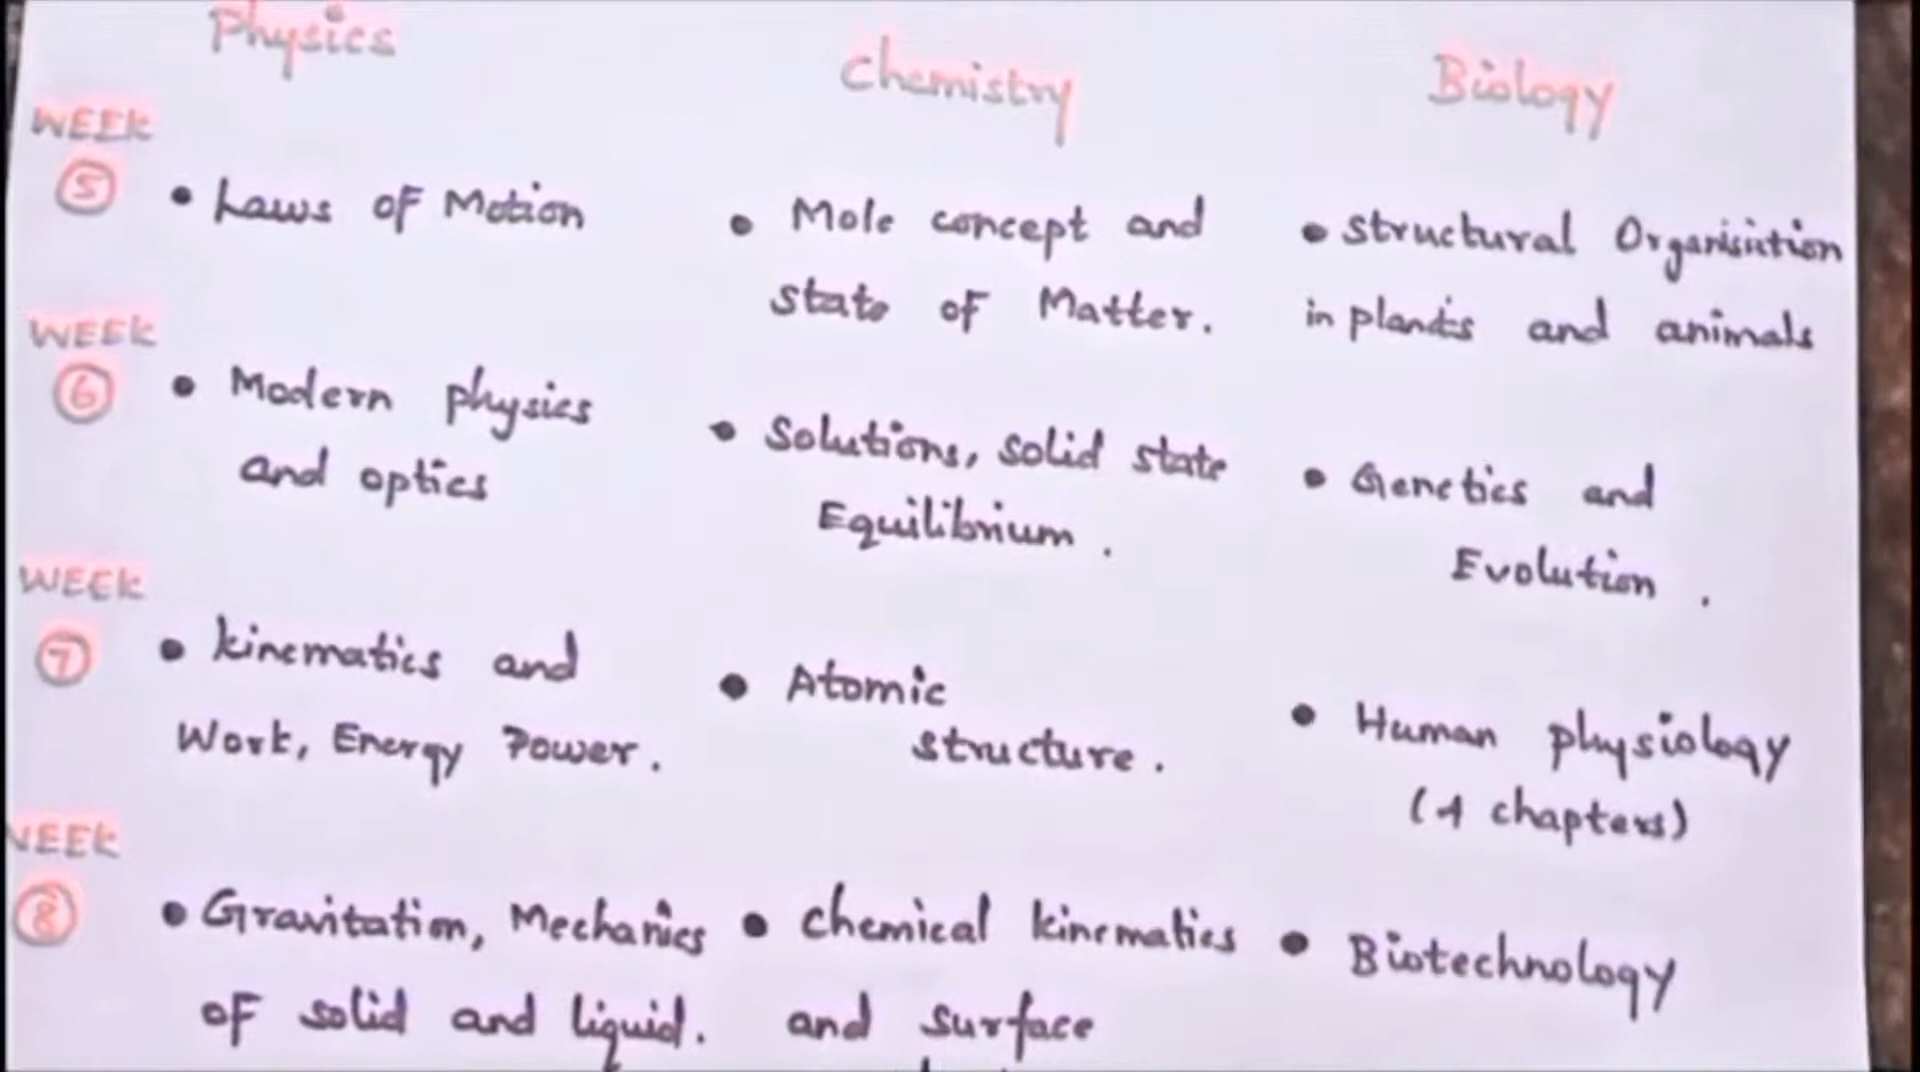 Physics
Chemistry
Biology
WEEK
5
• Laws of Motion
• Mole concept and
state of Matter.
• Structural Organisition
in plants and animals
WEEK
6
• Modern physics
and optics
• Solutions, solid state
Equilibrium.
• Genetics and
Evolution.
WEEK
7
• kinematics and
Work, Energy Power.
• Atomic
structure.
• Human physiology
(4 chapters)
WEEK
8
• Gravitation, Mechanics
of solid and liquid.
• chemical kinematics
and surface
• Biotechnology